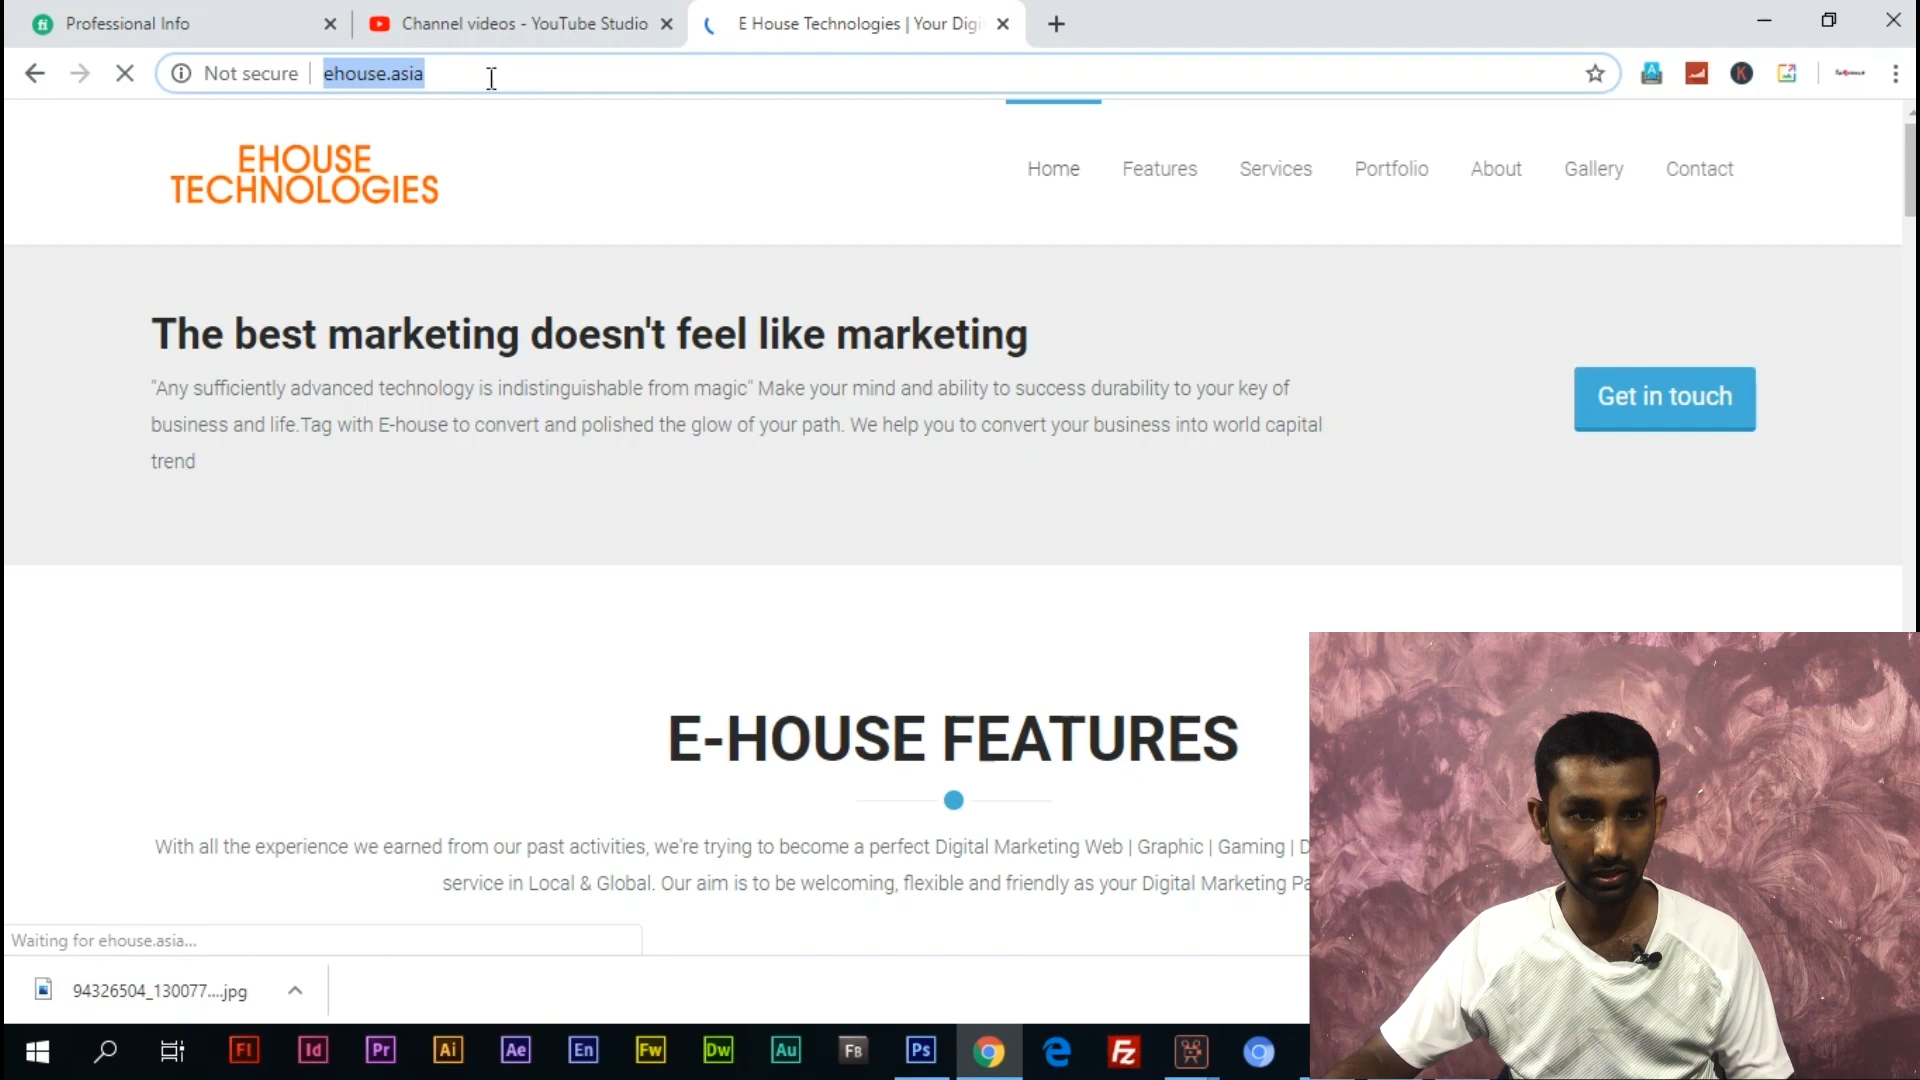 Professional Info
Channel videos - YouTube Studio
E House Technologies | Your Digi
Not secure
ehouse.asia
EHOUSE
TECHNOLOGIES
Home Features Services Portfolio About Gallery Contact
The best marketing doesn't feel like marketing
"Any sufficiently advanced technology is indistinguishable from magic" Make your mind and ability to success durability to your key of
business and life.Tag with E-house to convert and polished the glow of your path. We help you to convert your business into world capital
trend
Get in touch
E-HOUSE FEATURES
With all the experience we earned from our past activities, we're trying to become a perfect Digital Marketing Web | Graphic | Gaming | D
service in Local & Global. Our aim is to be welcoming, flexible and friendly as your Digital Marketing Pa
Waiting for ehouse.asia...
94326504_130077....jpg
Fl Id Pr Ai Ae En Fw Dw Au FB Ps Fz